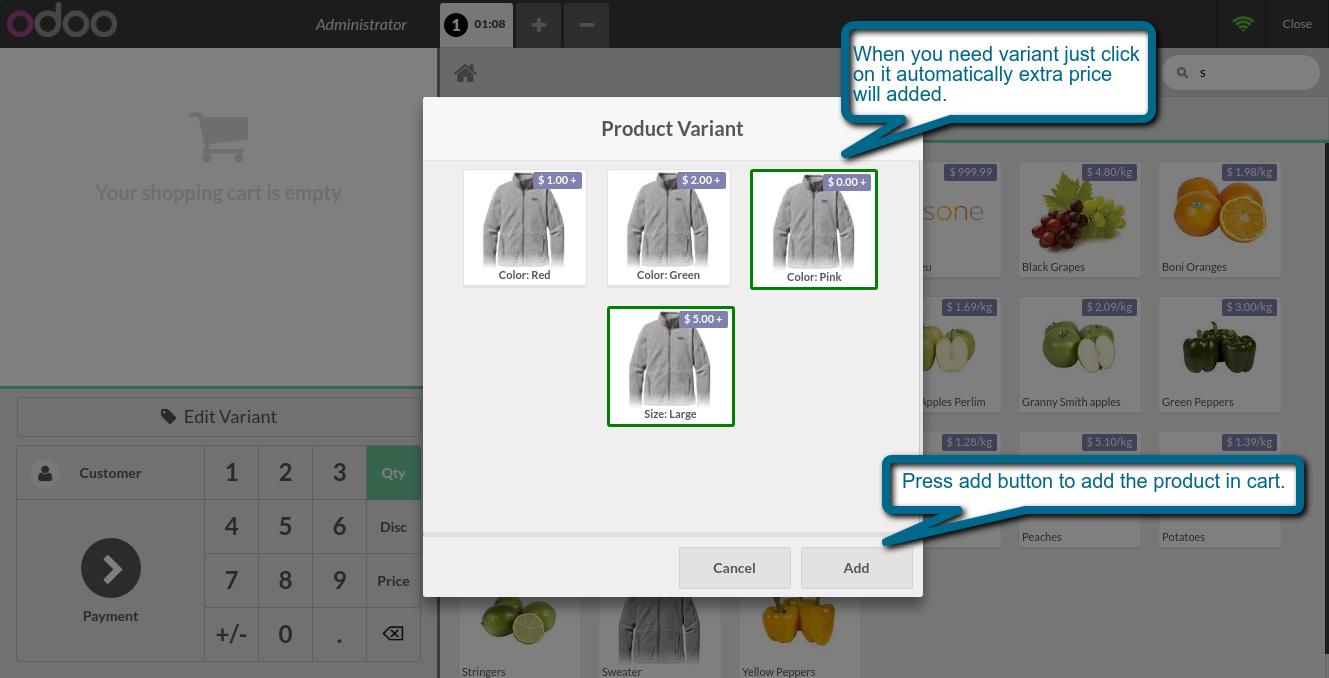 odoo
Administrator
1 01:08
+
−
Close
When you need variant just click
on it automatically extra price
will added.
s
Your shopping cart is empty
Product Variant
$ 1.00 +
Color: Red
$ 2.00 +
Color: Green
$ 0.00 +
Color: Pink
$ 5.00 +
Size: Large
$ 999.99
sone
eu
$ 4.80/kg
Black Grapes
$ 1.98/kg
Boni Oranges
$ 1.69/kg
Apples Perlim
$ 2.09/kg
Granny Smith apples
$ 3.00/kg
Green Peppers
$ 1.28/kg
$ 5.10/kg
Peaches
$ 1.39/kg
Potatoes
Press add button to add the product in cart.
Cancel
Add
Edit Variant
Customer
1 2 3 Qty
4 5 6 Disc
7 8 9 Price
+/- 0 .
Payment
Stringers
Sweater
Yellow Peppers